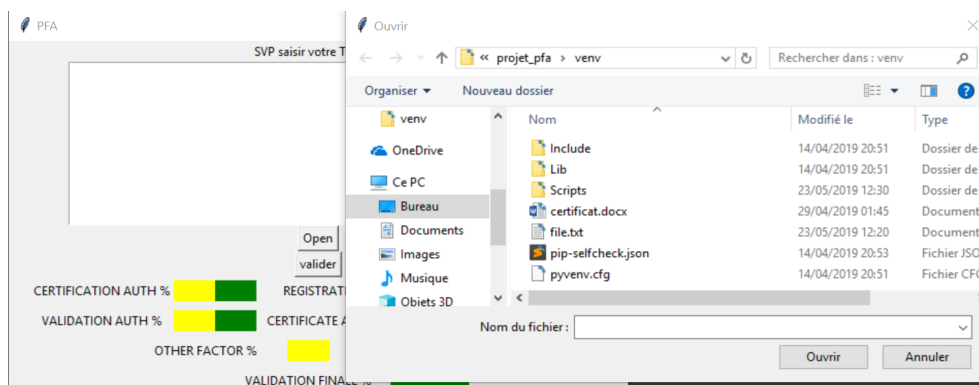 PFA
SVP saisir votre T
Open
valider
CERTIFICATION AUTH %
REGISTRAT
VALIDATION AUTH %
CERTIFICATE A
OTHER FACTOR %
VALIDATION FINALE %
Ouvrir
« projet_pfa > venv
Rechercher dans : venv
Organiser
Nouveau dossier
venv
OneDrive
Ce PC
Bureau
Documents
Images
Musique
Objets 3D
Nom Modifié le Type
Include 14/04/2019 20:51 Dossier de
Lib 14/04/2019 20:51 Dossier de
Scripts 23/05/2019 12:30 Dossier de
certificat.docx 29/04/2019 01:45 Document
file.txt 23/05/2019 12:20 Document
pip-selfcheck.json 14/04/2019 20:53 Fichier JSO
pyvenv.cfg 14/04/2019 20:51 Fichier CFG
Nom du fichier :
Ouvrir Annuler